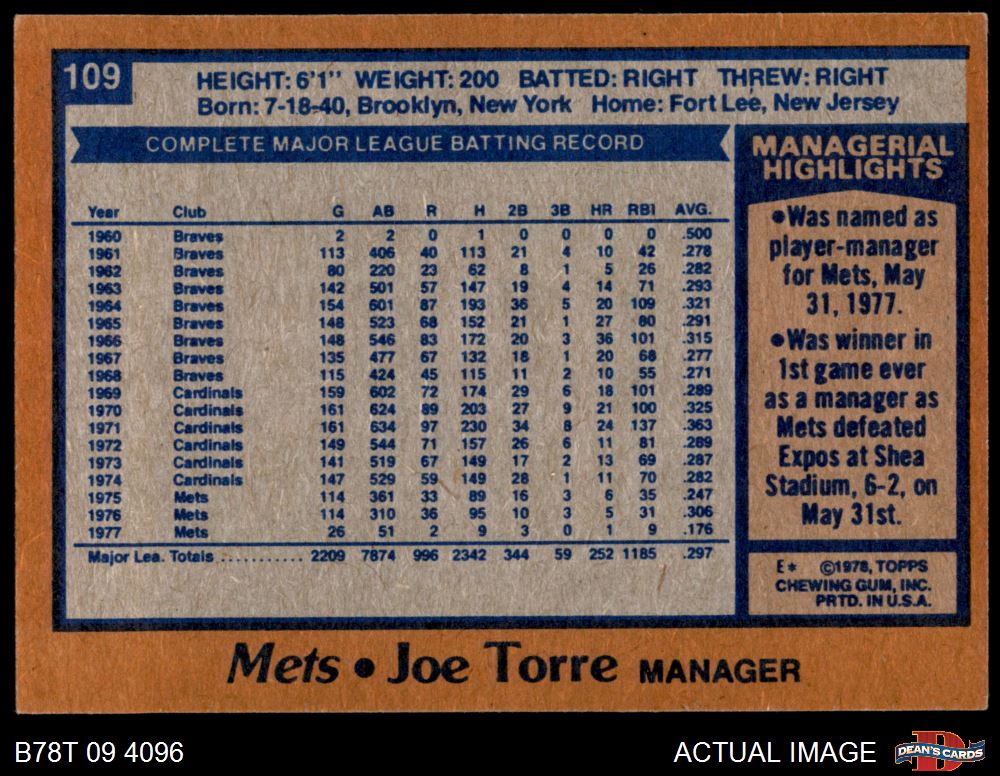 109
HEIGHT: 6'1" WEIGHT: 200 BATTED: RIGHT THREW: RIGHT
Born: 7-18-40, Brooklyn, New York Home: Fort Lee, New Jersey
COMPLETE MAJOR LEAGUE BATTING RECORD
Year Club G AB R H 2B 3B HR RBI AVG.
1960 Braves 2 2 0 1 0 0 0 0 .500
1961 Braves 113 406 40 113 21 4 10 42 .278
1962 Braves 80 220 23 62 8 1 5 26 .282
1963 Braves 142 501 57 147 19 4 14 71 .293
1964 Braves 154 601 87 193 36 5 20 109 .321
1965 Braves 148 523 68 152 21 1 27 80 .291
1966 Braves 148 546 83 172 20 3 36 101 .315
1967 Braves 135 477 67 132 18 1 20 68 .277
1968 Braves 115 424 45 115 11 2 10 55 .271
1969 Cardinals 159 602 72 174 29 6 18 101 .289
1970 Cardinals 161 624 89 203 27 9 21 100 .325
1971 Cardinals 161 634 97 230 34 8 24 137 .363
1972 Cardinals 149 544 71 157 26 6 11 81 .289
1973 Cardinals 141 519 67 149 17 2 13 69 .287
1974 Cardinals 147 529 59 149 28 1 11 70 .282
1975 Mets 114 361 33 89 16 3 6 35 .247
1976 Mets 114 310 36 95 10 3 5 31 .306
1977 Mets 26 51 2 9 3 0 1 9 .176
Major Lea. Totals ........... 2209 7874 996 2342 344 59 252 1185 .297
MANAGERIAL
HIGHLIGHTS
•Was named as
player-manager
for Mets, May
31, 1977.
•Was winner in
1st game ever
as a manager as
Mets defeated
Expos at Shea
Stadium, 6-2, on
May 31st.
E* ©1978, TOPPS
CHEWING GUM, INC.
PRTD. IN U.S.A.
Mets • Joe Torre MANAGER
B78T 09 4096
ACTUAL IMAGE
DEAN'S CARDS